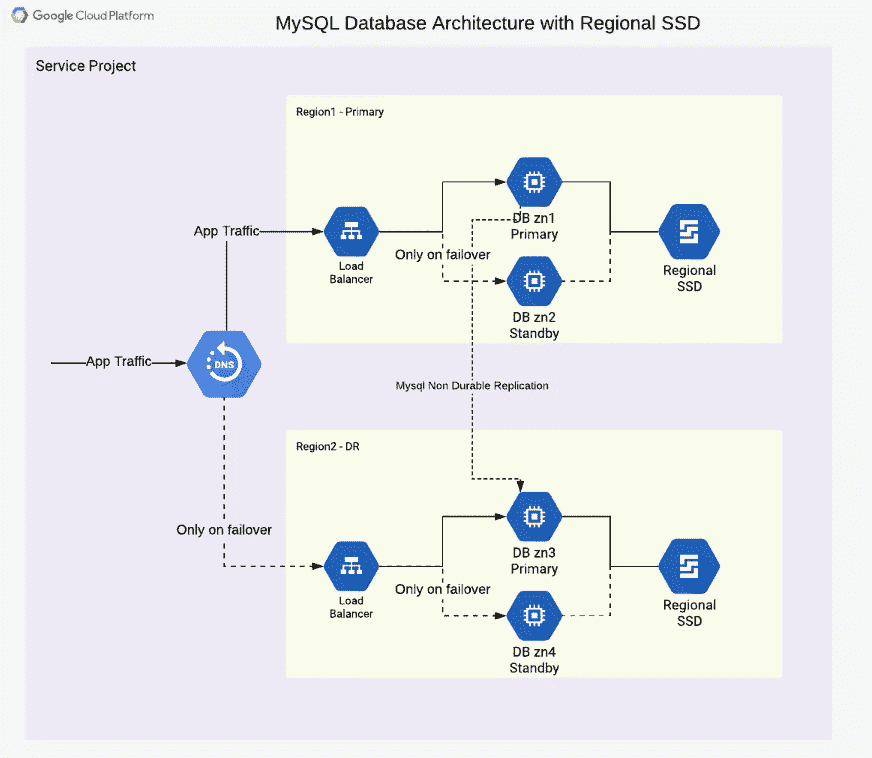 Google Cloud Platform
MySQL Database Architecture with Regional SSD
Service Project
Region1 - Primary
App Traffic
Load
Balancer
Only on failover
DB zn1
Primary
DB zn2
Standby
Regional
SSD
App Traffic
DNS
Mysql Non Durable Replication
Region2 - DR
Only on failover
Load
Balancer
Only on failover
DB zn3
Primary
DB zn4
Standby
Regional
SSD